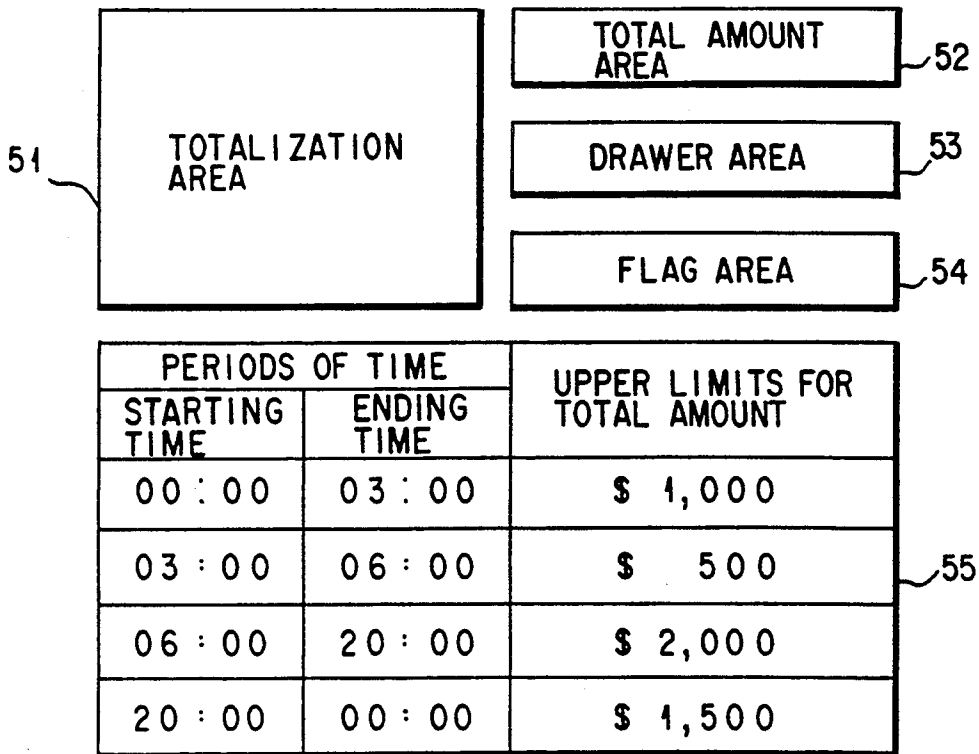 51
TOTALIZATION
AREA
TOTAL AMOUNT
AREA
52
DRAWER AREA
53
FLAG AREA
54
PERIODS OF TIME
UPPER LIMITS FOR
TOTAL AMOUNT
STARTING
TIME
ENDING
TIME
00:00 03:00 $ 1,000
03:00 06:00 $ 500
06:00 20:00 $ 2,000
20:00 00:00 $ 1,500
55